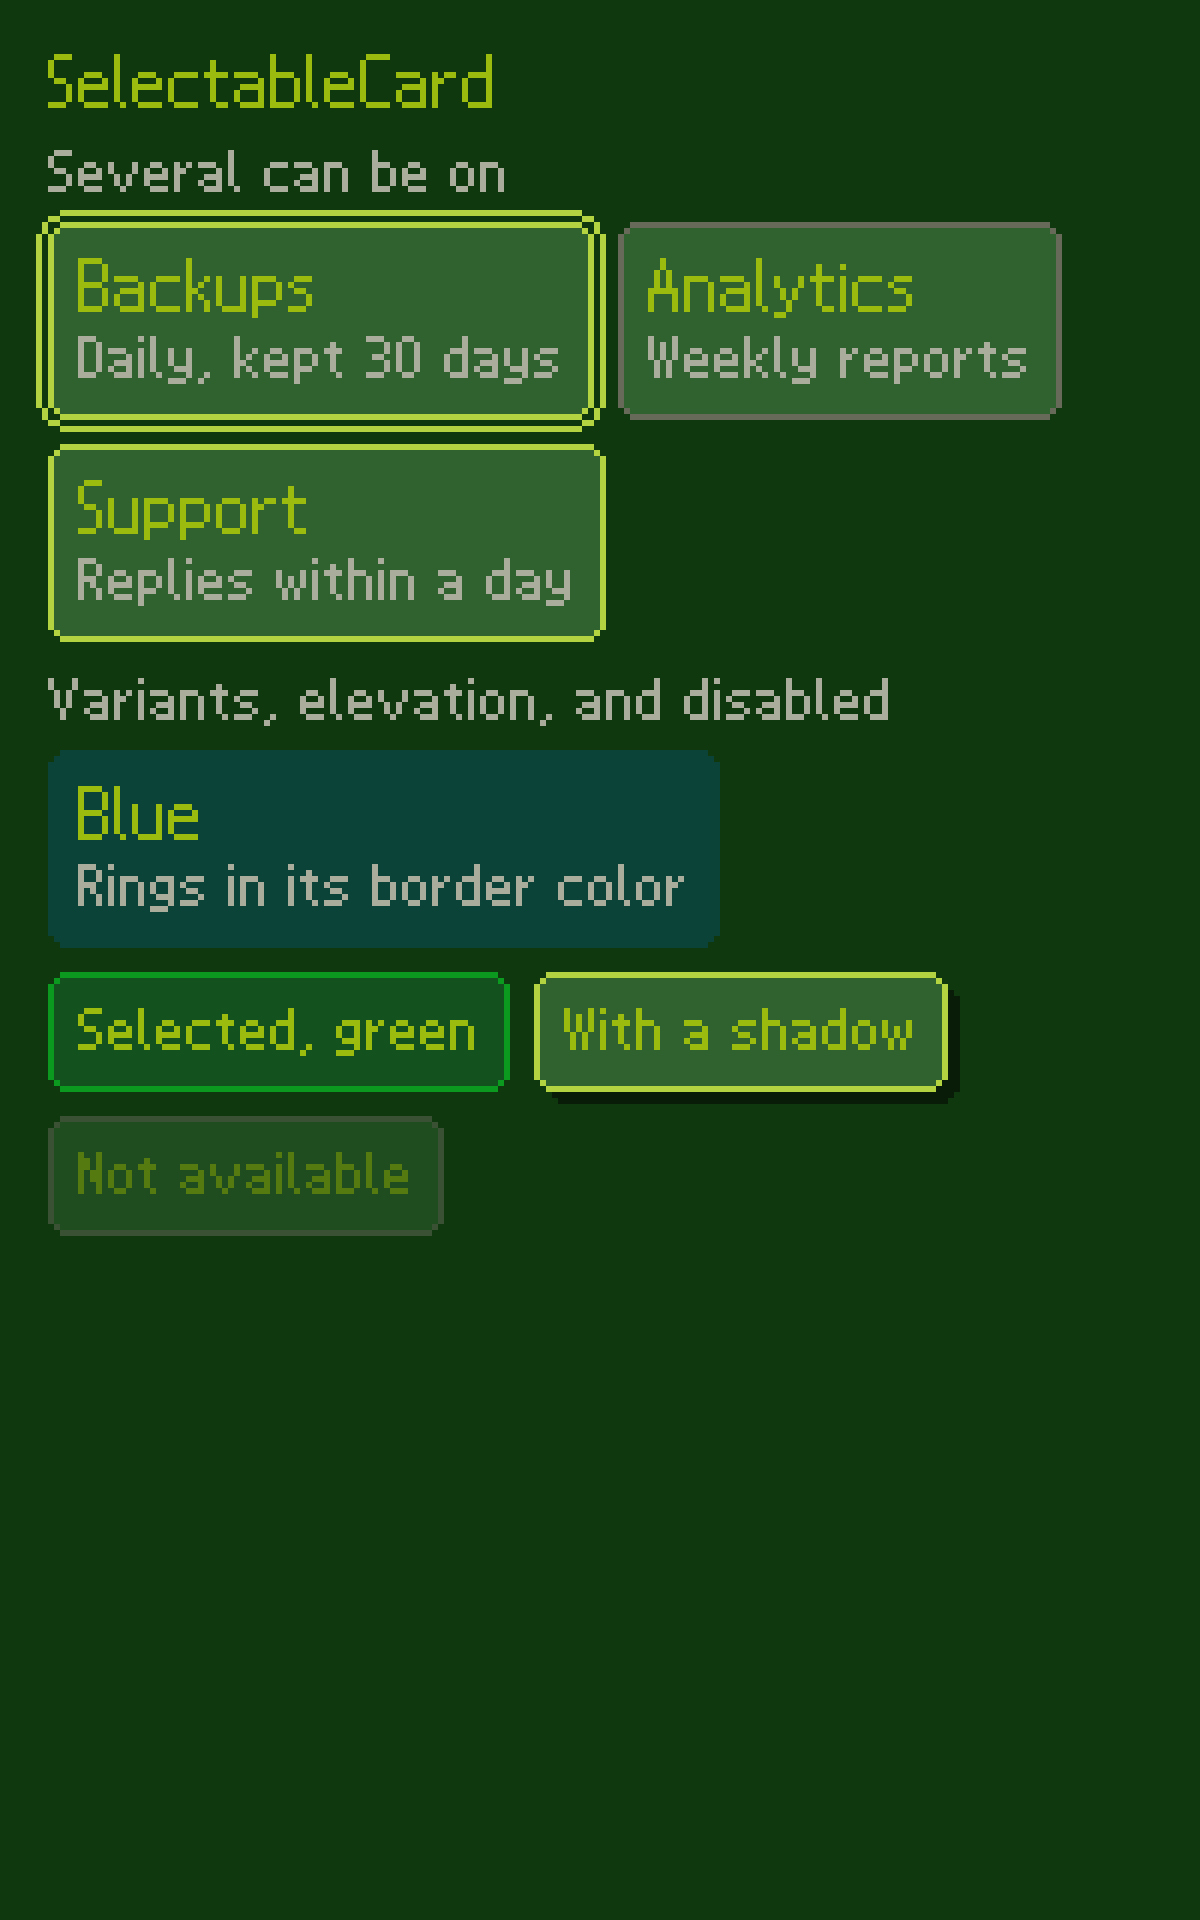 SelectableCard
Several can be on
Backups
Daily, kept 30 days
Analytics
Weekly reports
Support
Replies within a day
Variants, elevation, and disabled
Blue
Rings in its border color
Selected, green
With a shadow
Not available